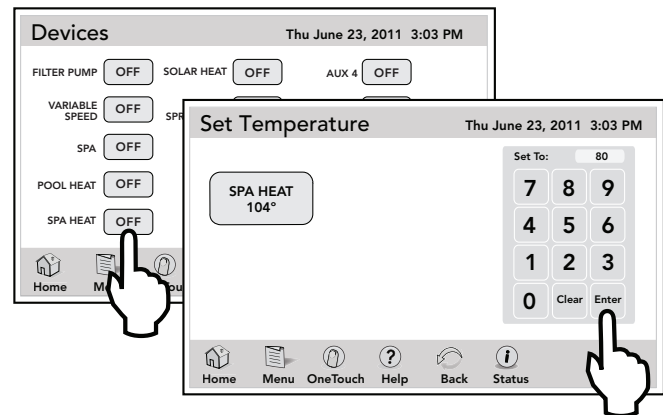 Devices Thu June 23, 2011 3:03 PM
FILTER PUMP OFF SOLAR HEAT OFF AUX 4 OFF
VARIABLE SPEED OFF SPR
SPA OFF
POOL HEAT OFF
SPA HEAT OFF
Home
Set Temperature Thu June 23, 2011 3:03 PM
Set To: 80
SPA HEAT
104°
7 8 9
4 5 6
1 2 3
0 Clear Enter
Home Menu OneTouch Help Back Status